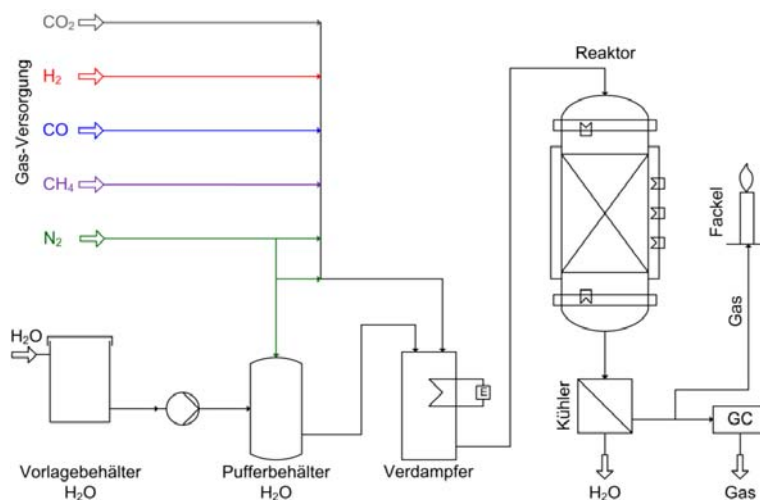 CO₂
H₂
CO
CH₄
N₂
Gas-Versorgung
H₂O
Vorlagebehälter
H₂O
Pufferbehälter
H₂O
Verdampfer
E
Reaktor
Kühler
H₂O
Gas
Fackel
GC
Gas